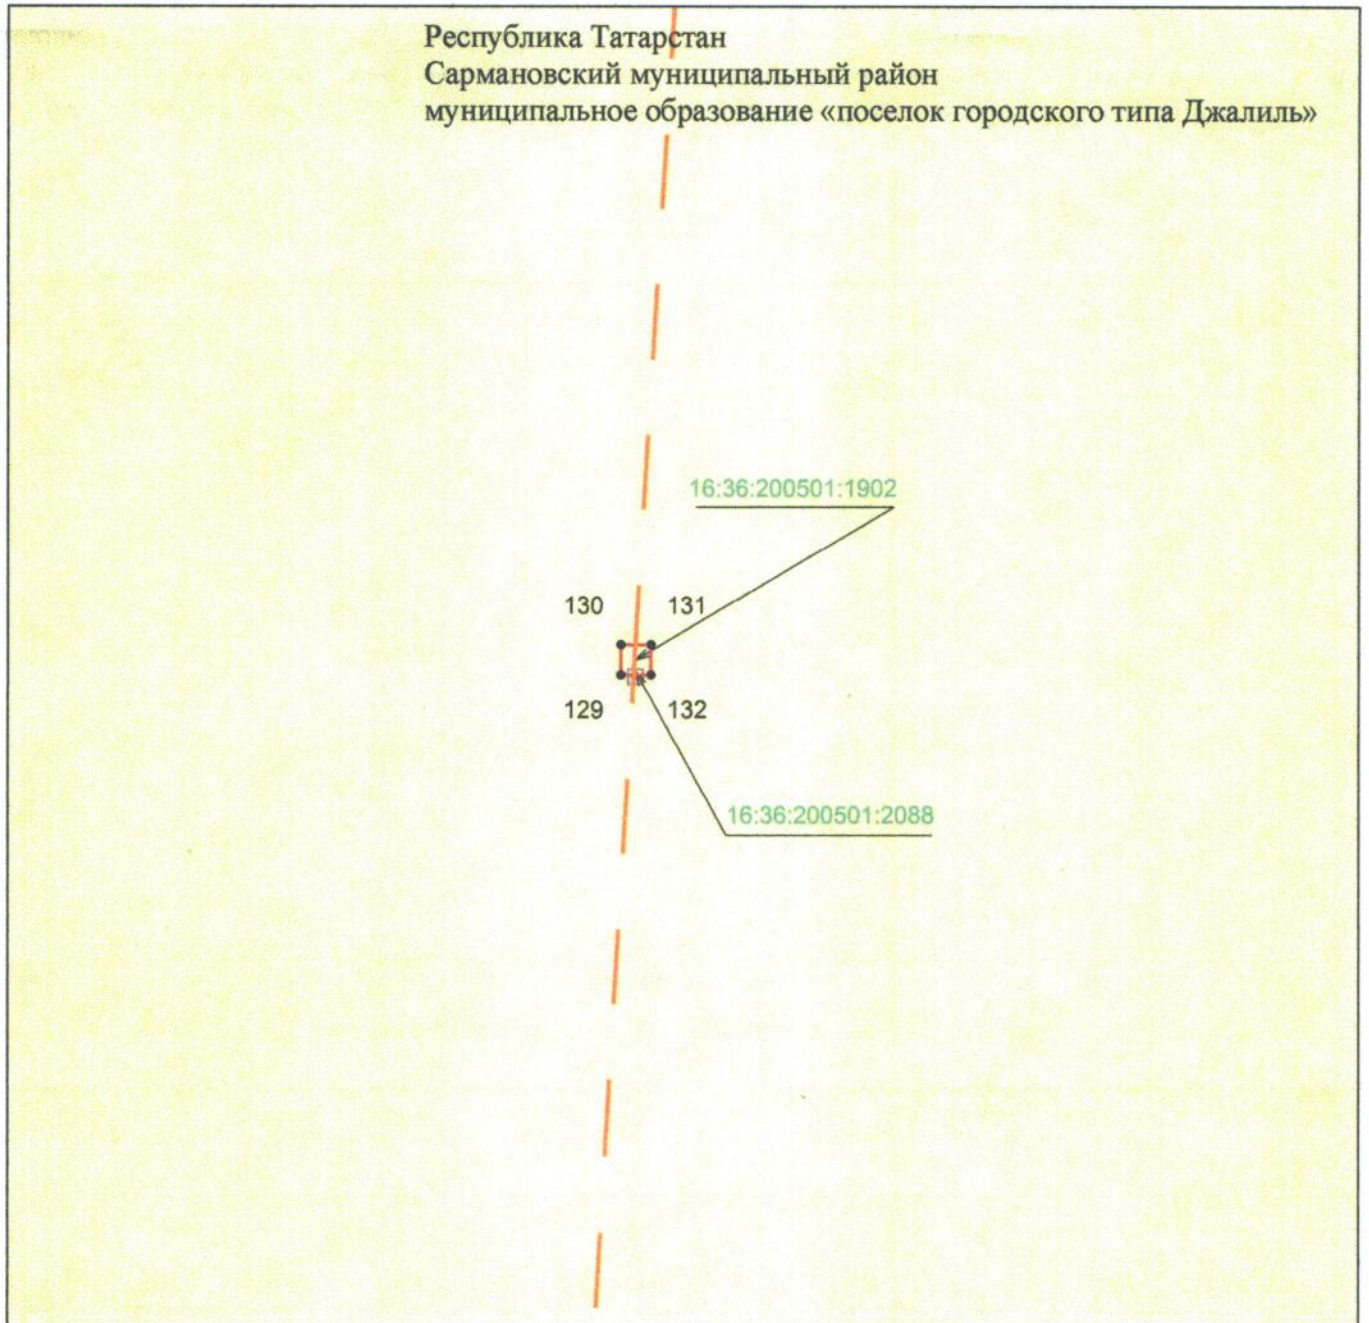 Республика Татарстан
Сармановский муниципальный район
муниципальное образование «поселок городского типа Джалиль»
16:36:200501:1902
130 131
129 132
16:36:200501:2088